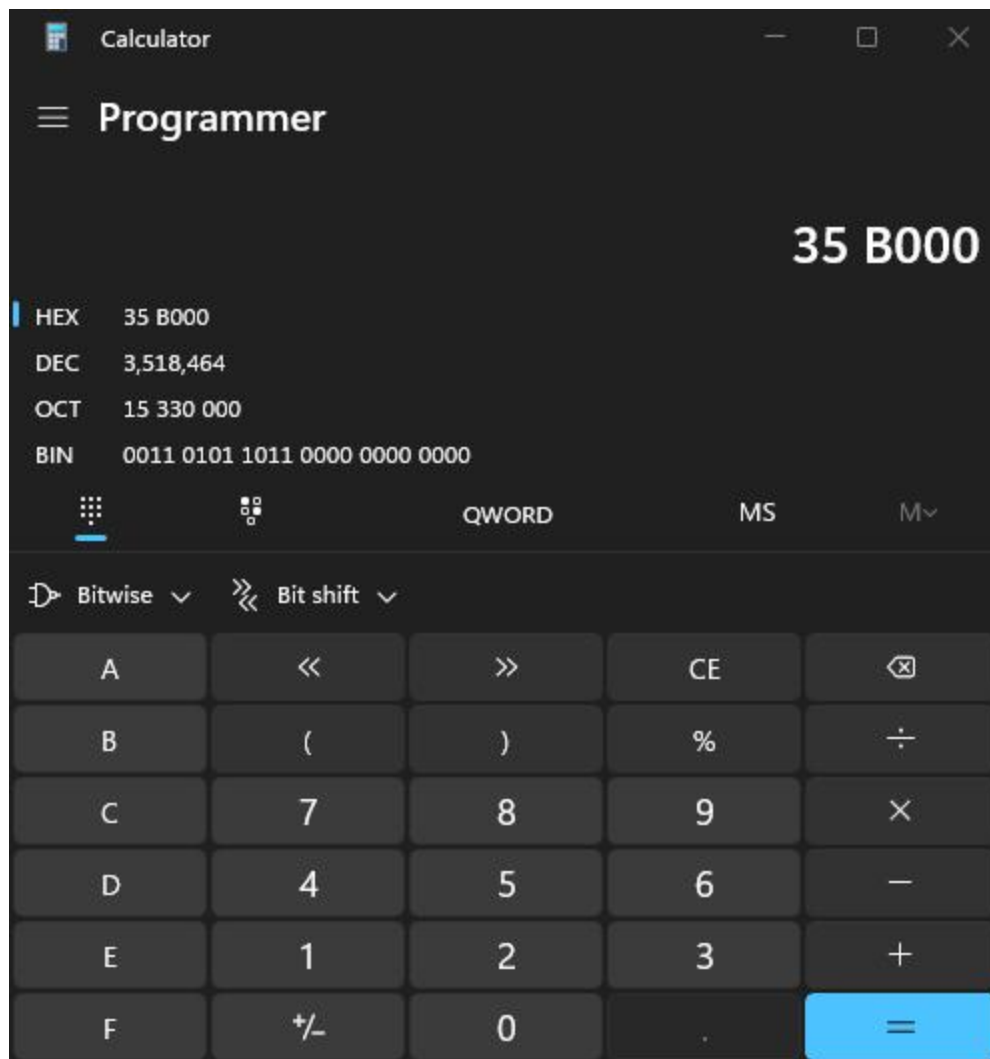 Calculator
Programmer
35 B000
HEX 35 B000
DEC 3,518,464
OCT 15 330 000
BIN 0011 0101 1011 0000 0000 0000
QWORD MS M
Bitwise Bit shift
A « » CE
B ( ) % ÷
C 7 8 9 ×
D 4 5 6 −
E 1 2 3 +
F +/− 0 . =